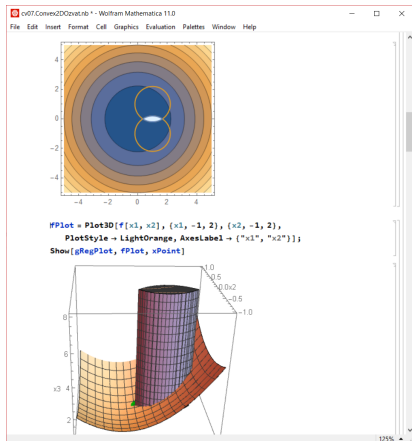 cv07.Convex2DOzvat.nb * - Wolfram Mathematica 11.0
File Edit Insert Format Cell Graphics Evaluation Palettes Window Help
4
2
0
-2
-4
-4 -2 0 2 4
fPlot = Plot3D[f[x1, x2], {x1, -1, 2}, {x2, -1, 2},
PlotStyle → LightOrange, AxesLabel → {"x1", "x2"}];
Show[gRegPlot, fPlot, xPoint]
1.0
0.5
0.0 x2
-0.5
-1.0
8
6
x3 4
2
125%